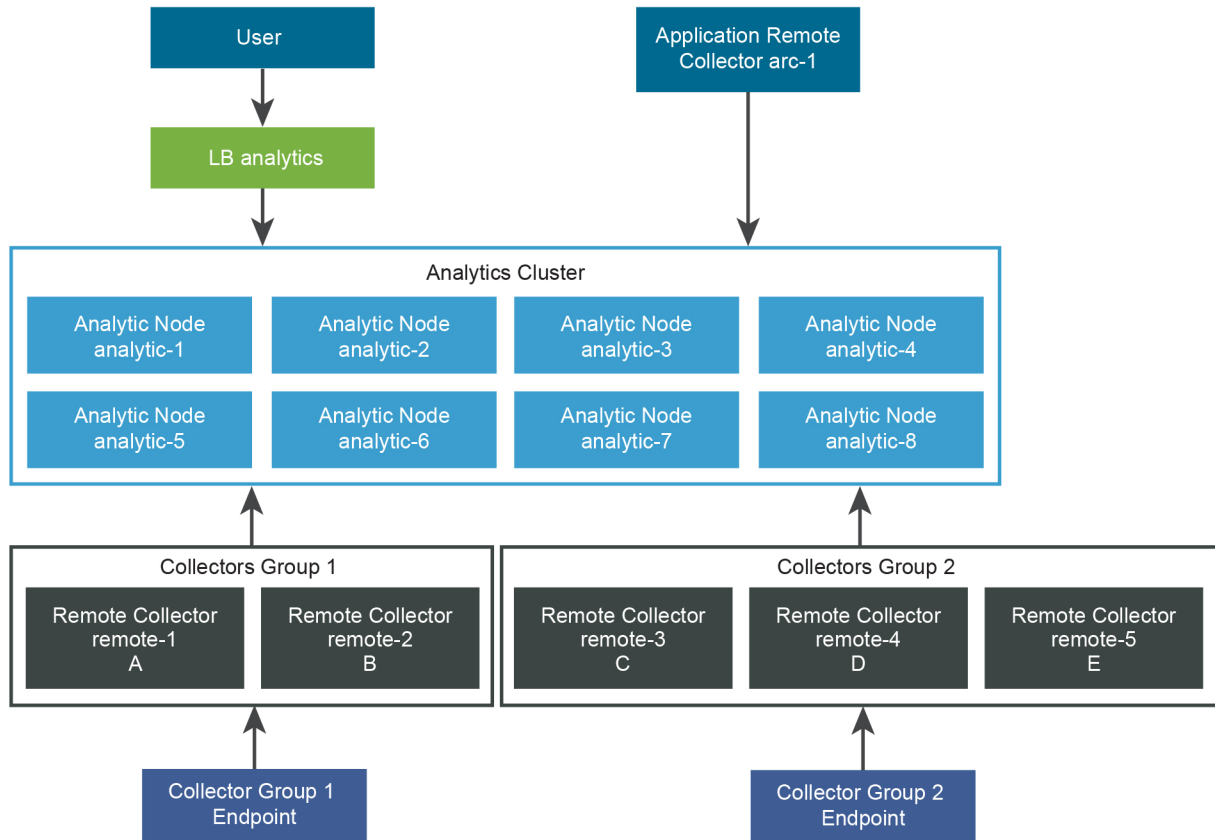 User
Application Remote
Collector arc-1
LB analytics
Analytics Cluster
Analytic Node
analytic-1
Analytic Node
analytic-2
Analytic Node
analytic-3
Analytic Node
analytic-4
Analytic Node
analytic-5
Analytic Node
analytic-6
Analytic Node
analytic-7
Analytic Node
analytic-8
Collectors Group 1
Remote Collector
remote-1
A
Remote Collector
remote-2
B
Collectors Group 2
Remote Collector
remote-3
C
Remote Collector
remote-4
D
Remote Collector
remote-5
E
Collector Group 1
Endpoint
Collector Group 2
Endpoint